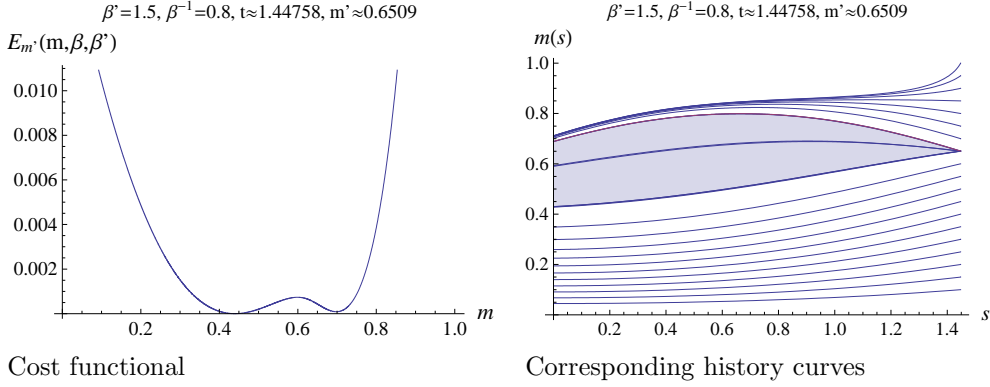 β’=1.5, β⁻¹=0.8, t≈1.44758, m’≈0.6509
E_m’(m,β,β’)
0.010
0.008
0.006
0.004
0.002
0.2 0.4 0.6 0.8 1.0 m
Cost functional
β’=1.5, β⁻¹=0.8, t≈1.44758, m’≈0.6509
m(s)
1.0
0.8
0.6
0.4
0.2
0.2 0.4 0.6 0.8 1.0 1.2 1.4 s
Corresponding history curves